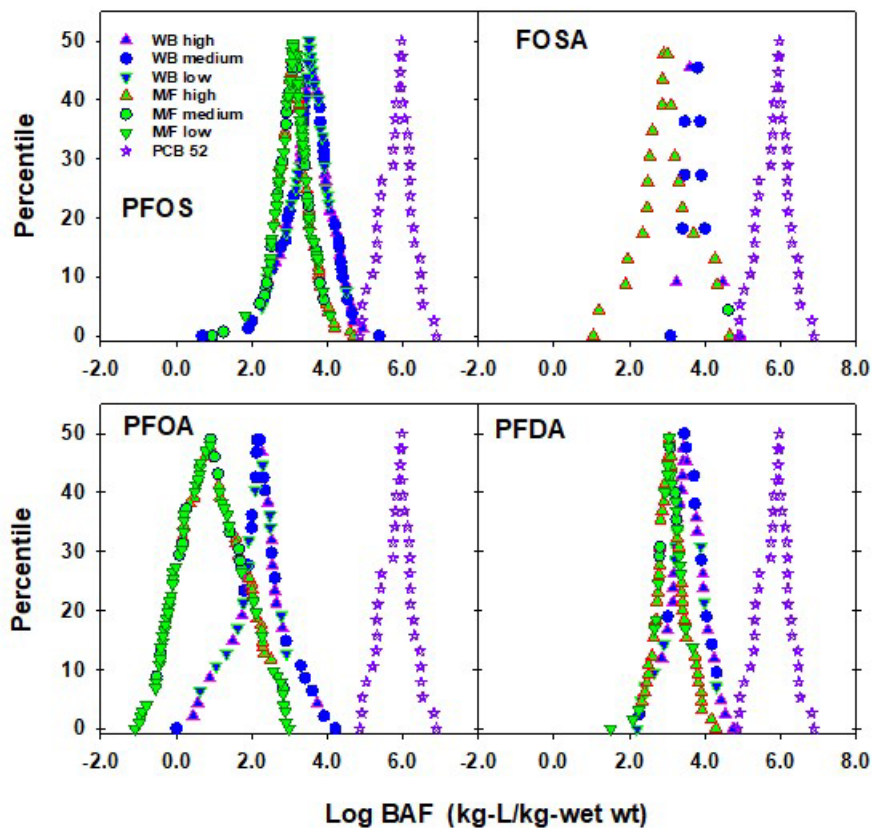 50
40
30
20
10
0
Percentile
WB high
WB medium
WB low
M/F high
M/F medium
M/F low
PCB 52
PFOS
FOSA
-2.0 0.0 2.0 4.0 6.0 -2.0 0.0 2.0 4.0 6.0 8.0
50
40
30
20
10
0
Percentile
PFOA
PFDA
-2.0 0.0 2.0 4.0 6.0 -2.0 0.0 2.0 4.0 6.0 8.0
Log BAF (kg-L/kg-wet wt)